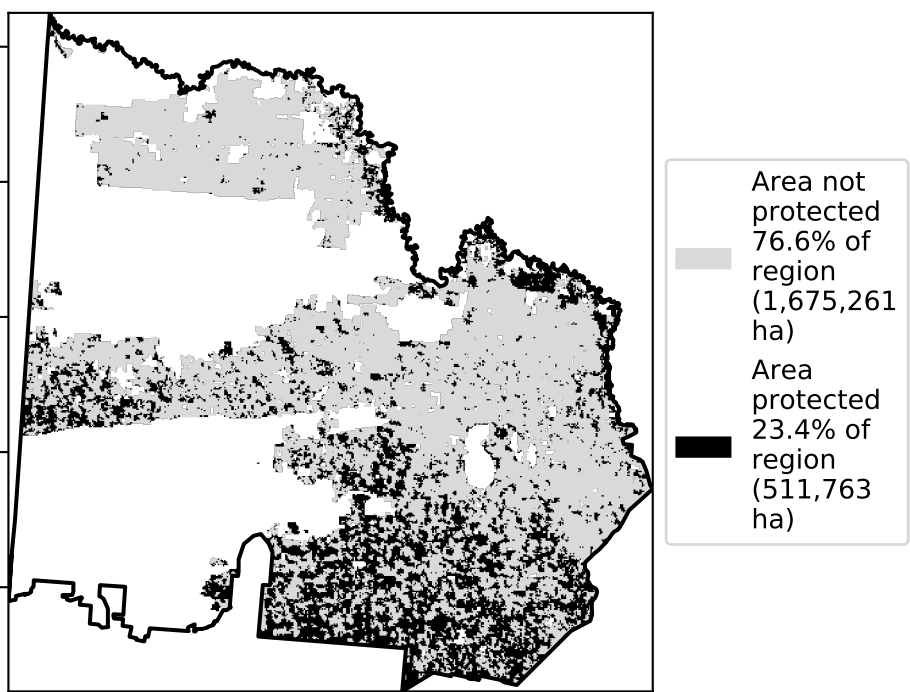 Area not
protected
76.6% of
region
(1,675,261
ha)
Area
protected
23.4% of
region
(511,763
ha)